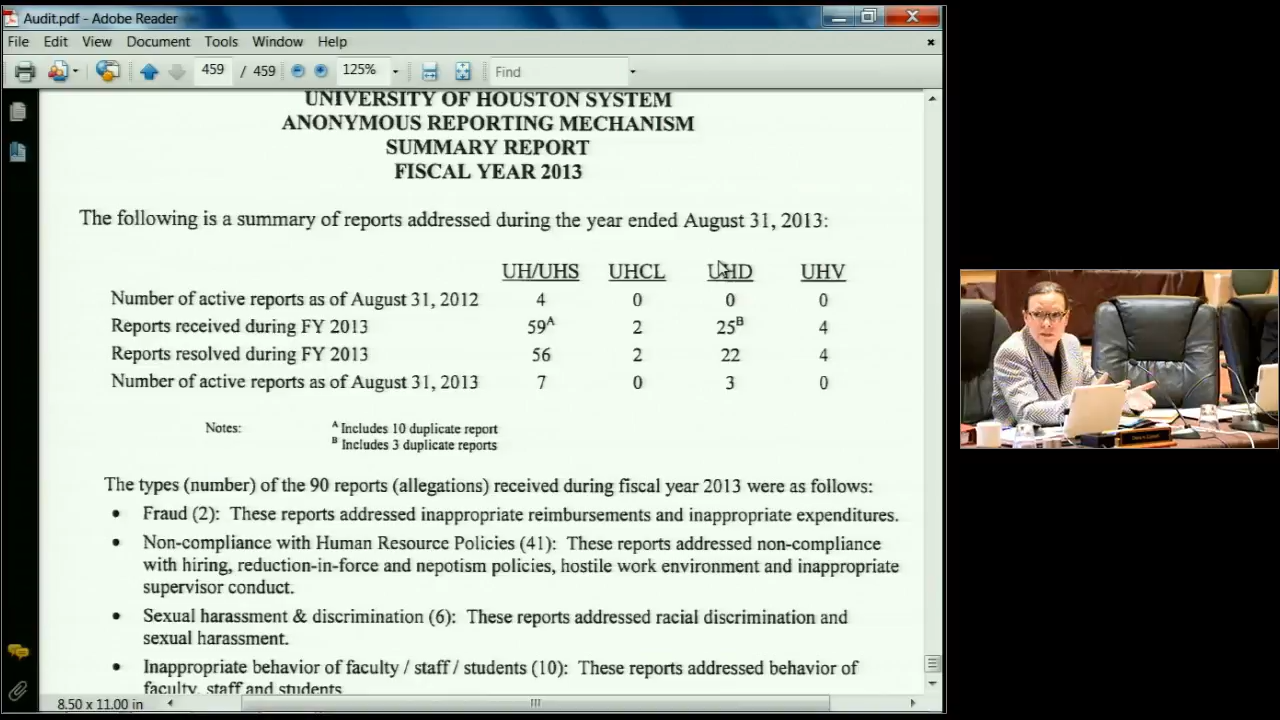 Audit.pdf - Adobe Reader
File Edit View Document Tools Window Help
459 / 459 125% Find
UNIVERSITY OF HOUSTON SYSTEM
ANONYMOUS REPORTING MECHANISM
SUMMARY REPORT
FISCAL YEAR 2013
The following is a summary of reports addressed during the year ended August 31, 2013:
UH/UHS UHCL UHD UHV
Number of active reports as of August 31, 2012 4 0 0 0
Reports received during FY 2013 59A 2 25B 4
Reports resolved during FY 2013 56 2 22 4
Number of active reports as of August 31, 2013 7 0 3 0
Notes: A Includes 10 duplicate report
B Includes 3 duplicate reports
The types (number) of the 90 reports (allegations) received during fiscal year 2013 were as follows:
• Fraud (2): These reports addressed inappropriate reimbursements and inappropriate expenditures.
• Non-compliance with Human Resource Policies (41): These reports addressed non-compliance
with hiring, reduction-in-force and nepotism policies, hostile work environment and inappropriate
supervisor conduct.
• Sexual harassment & discrimination (6): These reports addressed racial discrimination and
sexual harassment.
• Inappropriate behavior of faculty / staff / students (10): These reports addressed behavior of
faculty, staff and students
8.50 x 11.00 in